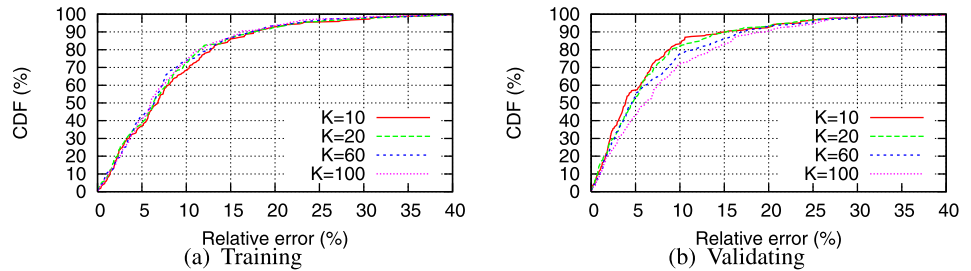 100
90
80
70
60
50
40
30
20
10
0
CDF (%)
K=10
K=20
K=60
K=100
0 5 10 15 20 25 30 35 40
Relative error (%)
(a) Training
100
90
80
70
60
50
40
30
20
10
0
CDF (%)
K=10
K=20
K=60
K=100
0 5 10 15 20 25 30 35 40
Relative error (%)
(b) Validating